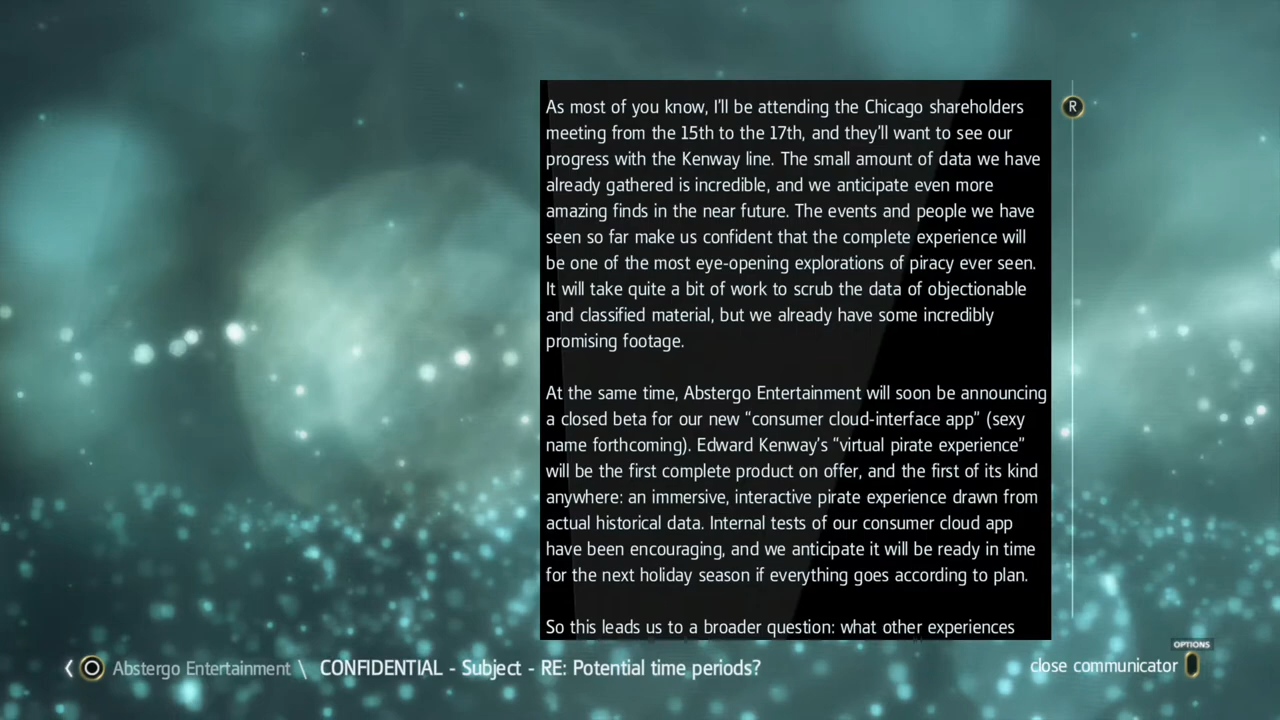 As most of you know, I'll be attending the Chicago shareholders
meeting from the 15th to the 17th, and they'll want to see our
progress with the Kenway line. The small amount of data we have
already gathered is incredible, and we anticipate even more
amazing finds in the near future. The events and people we have
seen so far make us confident that the complete experience will
be one of the most eye-opening explorations of piracy ever seen.
It will take quite a bit of work to scrub the data of objectionable
and classified material, but we already have some incredibly
promising footage.
At the same time, Abstergo Entertainment will soon be announcing
a closed beta for our new “consumer cloud-interface app” (sexy
name forthcoming). Edward Kenway's “virtual pirate experience”
will be the first complete product on offer, and the first of its kind
anywhere: an immersive, interactive pirate experience drawn from
actual historical data. Internal tests of our consumer cloud app
have been encouraging, and we anticipate it will be ready in time
for the next holiday season if everything goes according to plan.
So this leads us to a broader question: what other experiences
R
Abstergo Entertainment \ CONFIDENTIAL - Subject - RE: Potential time periods?
OPTIONS
close communicator